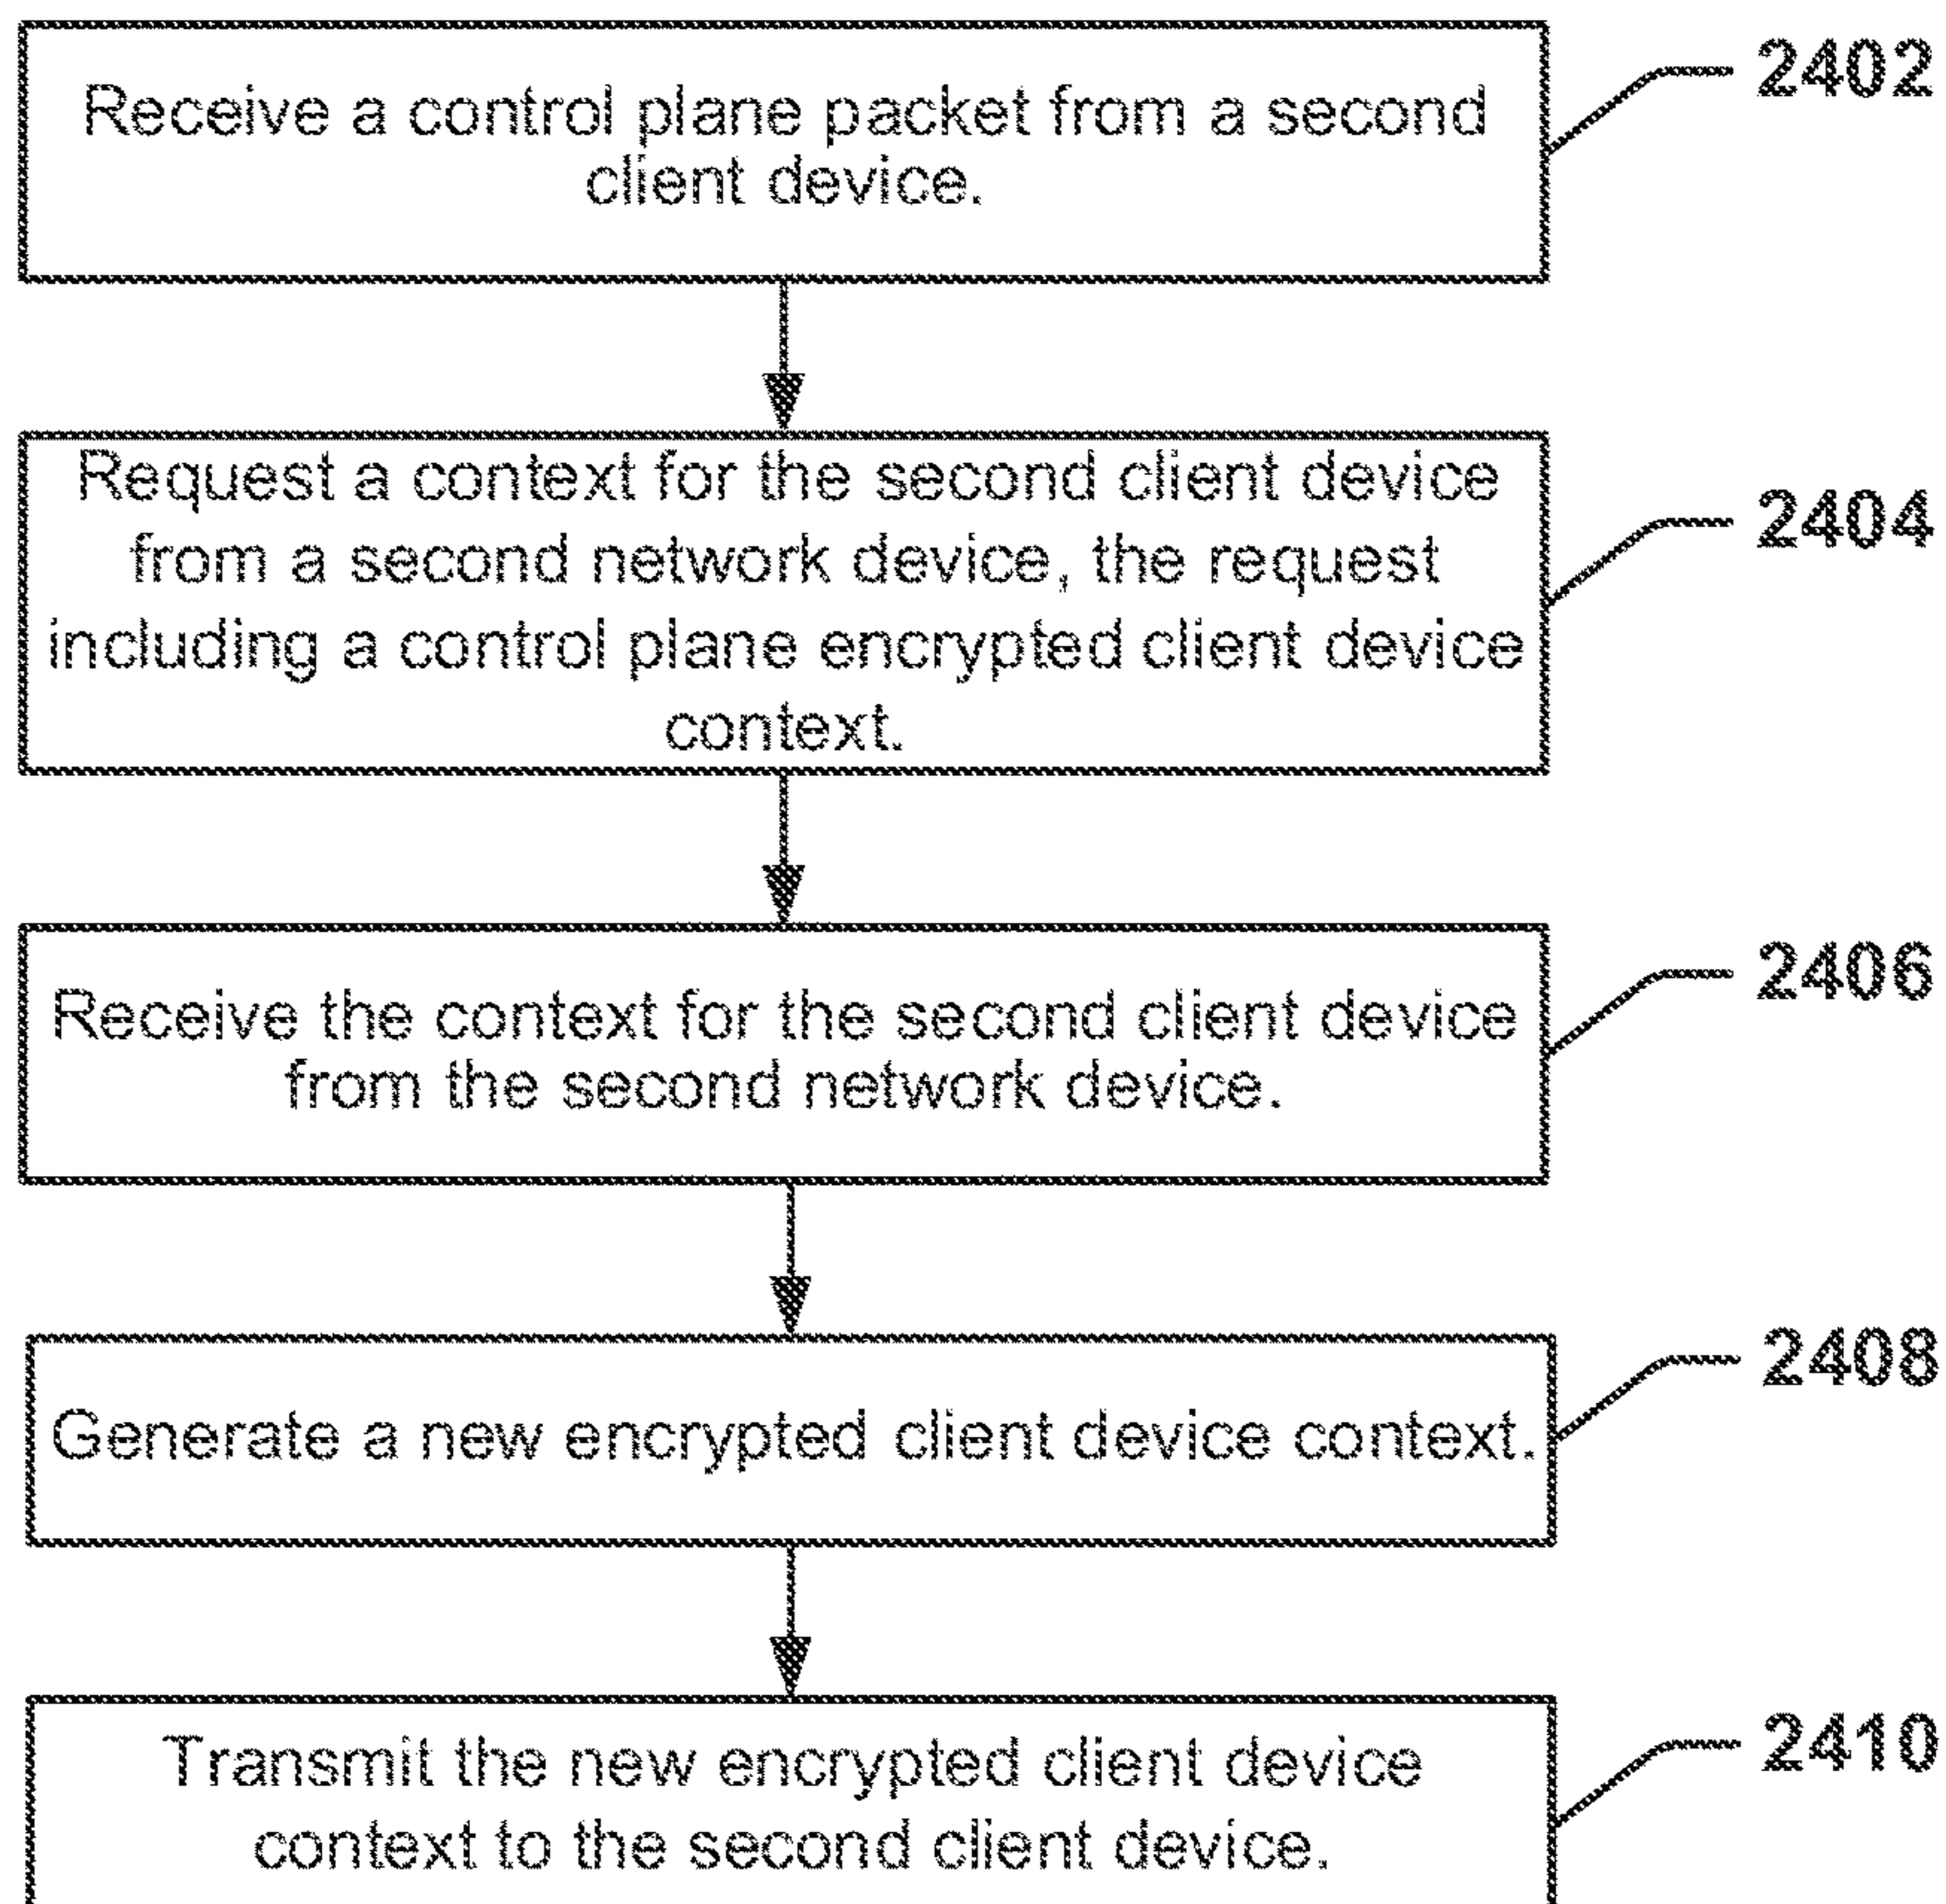 Receive a control plane packet from a second
client device.
2402
Request a context for the second client device
from a second network device, the request
including a control plane encrypted client device
context.
2404
Receive the context for the second client device
from the second network device.
2406
Generate a new encrypted client device context.
2408
Transmit the new encrypted client device
context to the second client device.
2410